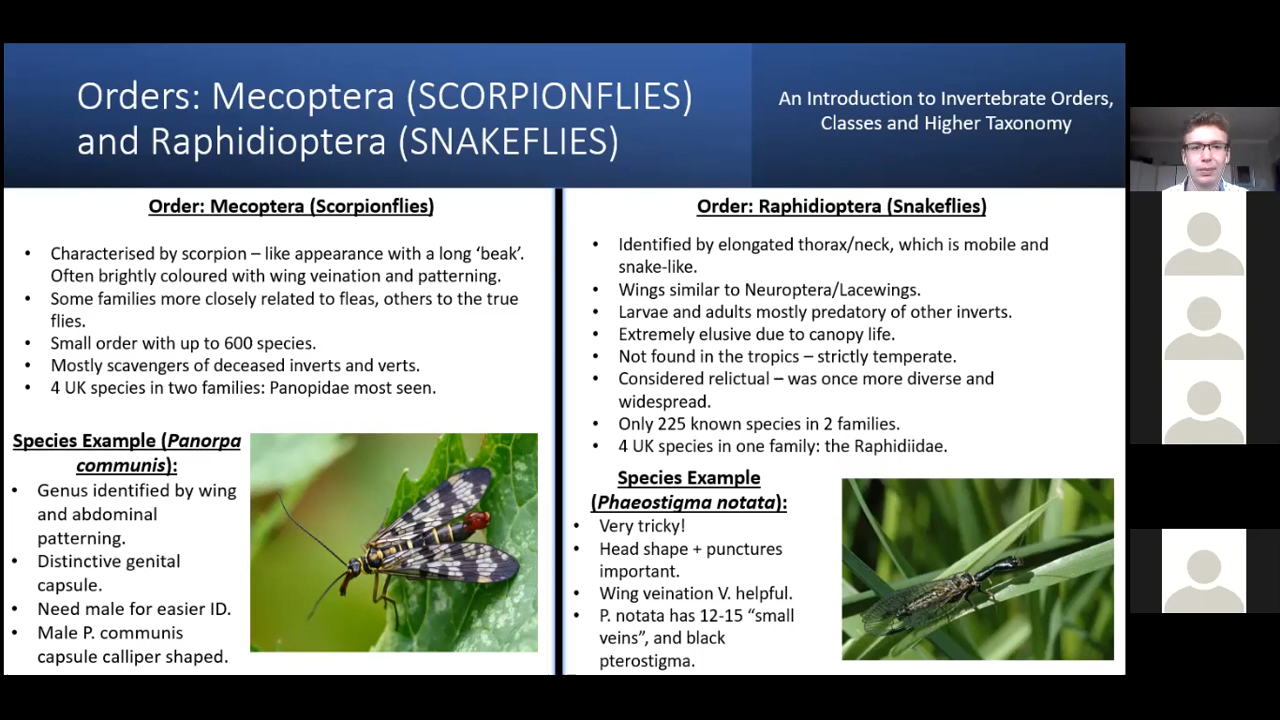 Orders: Mecoptera (SCORPIONFLIES)
and Raphidioptera (SNAKEFLIES)
An Introduction to Invertebrate Orders,
Classes and Higher Taxonomy
Order: Mecoptera (Scorpionflies)
• Characterised by scorpion – like appearance with a long ‘beak’.
Often brightly coloured with wing veination and patterning.
• Some families more closely related to fleas, others to the true
flies.
• Small order with up to 600 species.
• Mostly scavengers of deceased inverts and verts.
• 4 UK species in two families: Panopidae most seen.
Species Example (Panorpa
communis):
• Genus identified by wing
and abdominal
patterning.
• Distinctive genital
capsule.
• Need male for easier ID.
• Male P. communis
capsule calliper shaped.
Order: Raphidioptera (Snakeflies)
• Identified by elongated thorax/neck, which is mobile and
snake-like.
• Wings similar to Neuroptera/Lacewings.
• Larvae and adults mostly predatory of other inverts.
• Extremely elusive due to canopy life.
• Not found in the tropics – strictly temperate.
• Considered relictual – was once more diverse and
widespread.
• Only 225 known species in 2 families.
• 4 UK species in one family: the Raphidiidae.
Species Example
(Phaeostigma notata):
• Very tricky!
• Head shape + punctures
important.
• Wing veination V. helpful.
• P. notata has 12-15 “small
veins”, and black
pterostigma.